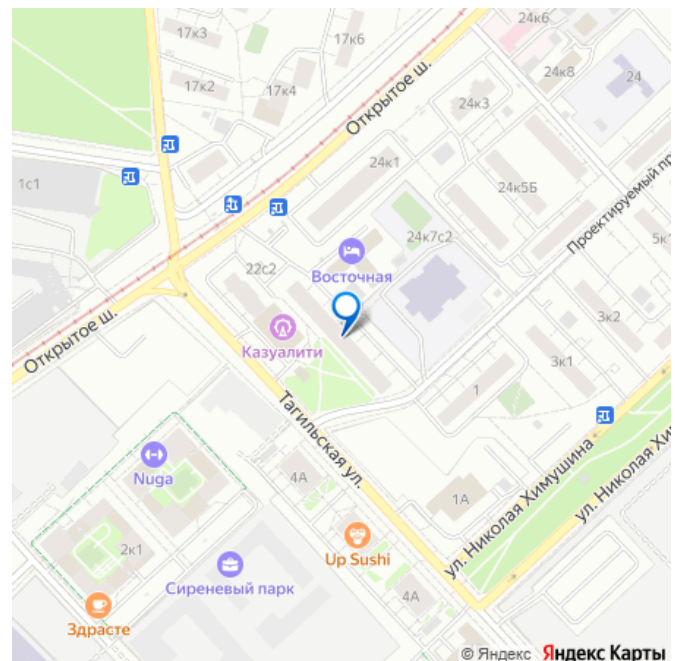 24к6
17к3
17к6
24к8
24
17к2
17к4
Открытое ш.
24к3
24к1
1с1
24к5Б
Проектируемый пр
24к7с2
5к1
Восточная
22с2
3к2
Казуалити
Открытое ш.
3к1
1
Тагильская ул.
Nuga
4А
1А
ул. Николая Химушина
ул. Николая Хи
Up Sushi
2к1
Сиреневый парк
4А
Здрасте
© Яндекс Яндекс Карты